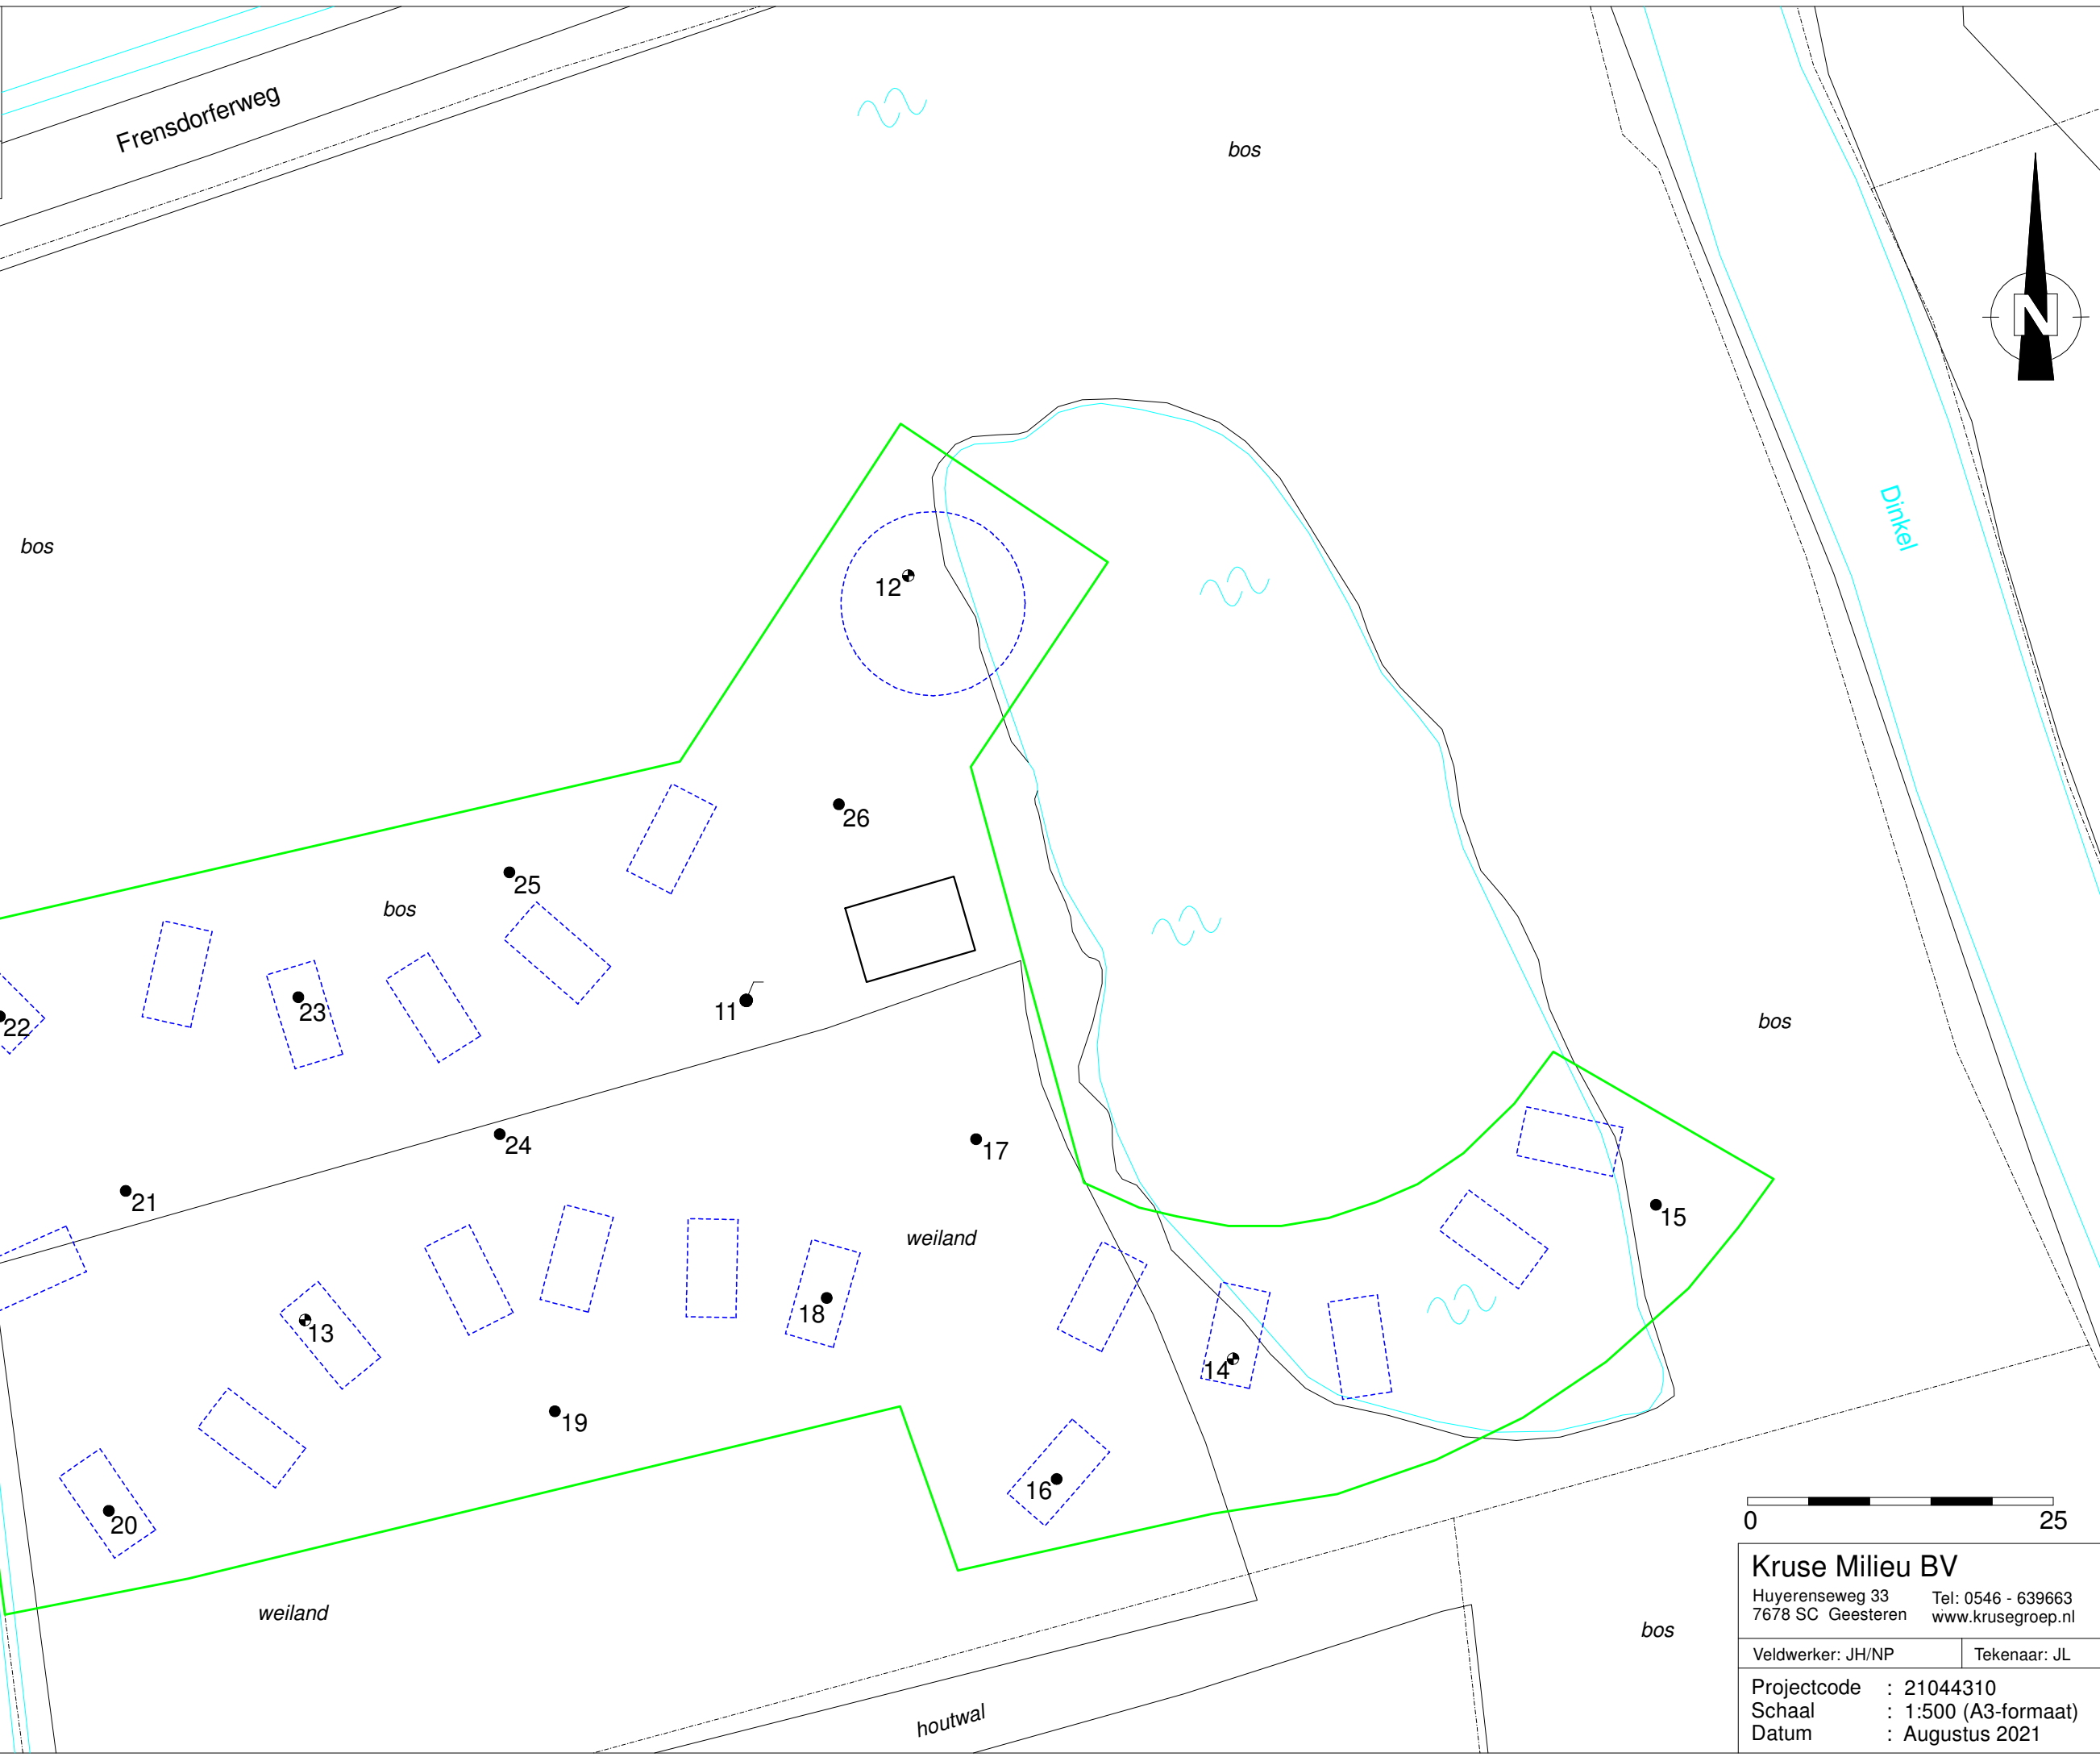 Frensdorferweg
bos
N
Dinkel
bos
12
26
25
bos
11
23
22
24
17
21
15
weiland
18
13
14
19
16
20
0 25
Kruse Milieu BV
Huyerenseweg 33 Tel: 0546 - 639663
7678 SC Geesteren www.krusegroep.nl
weiland
bos
bos
Veldwerker: JH/NP Tekenaar: JL
Projectcode : 21044310
Schaal : 1:500 (A3-formaat)
houtwal
Datum : Augustus 2021